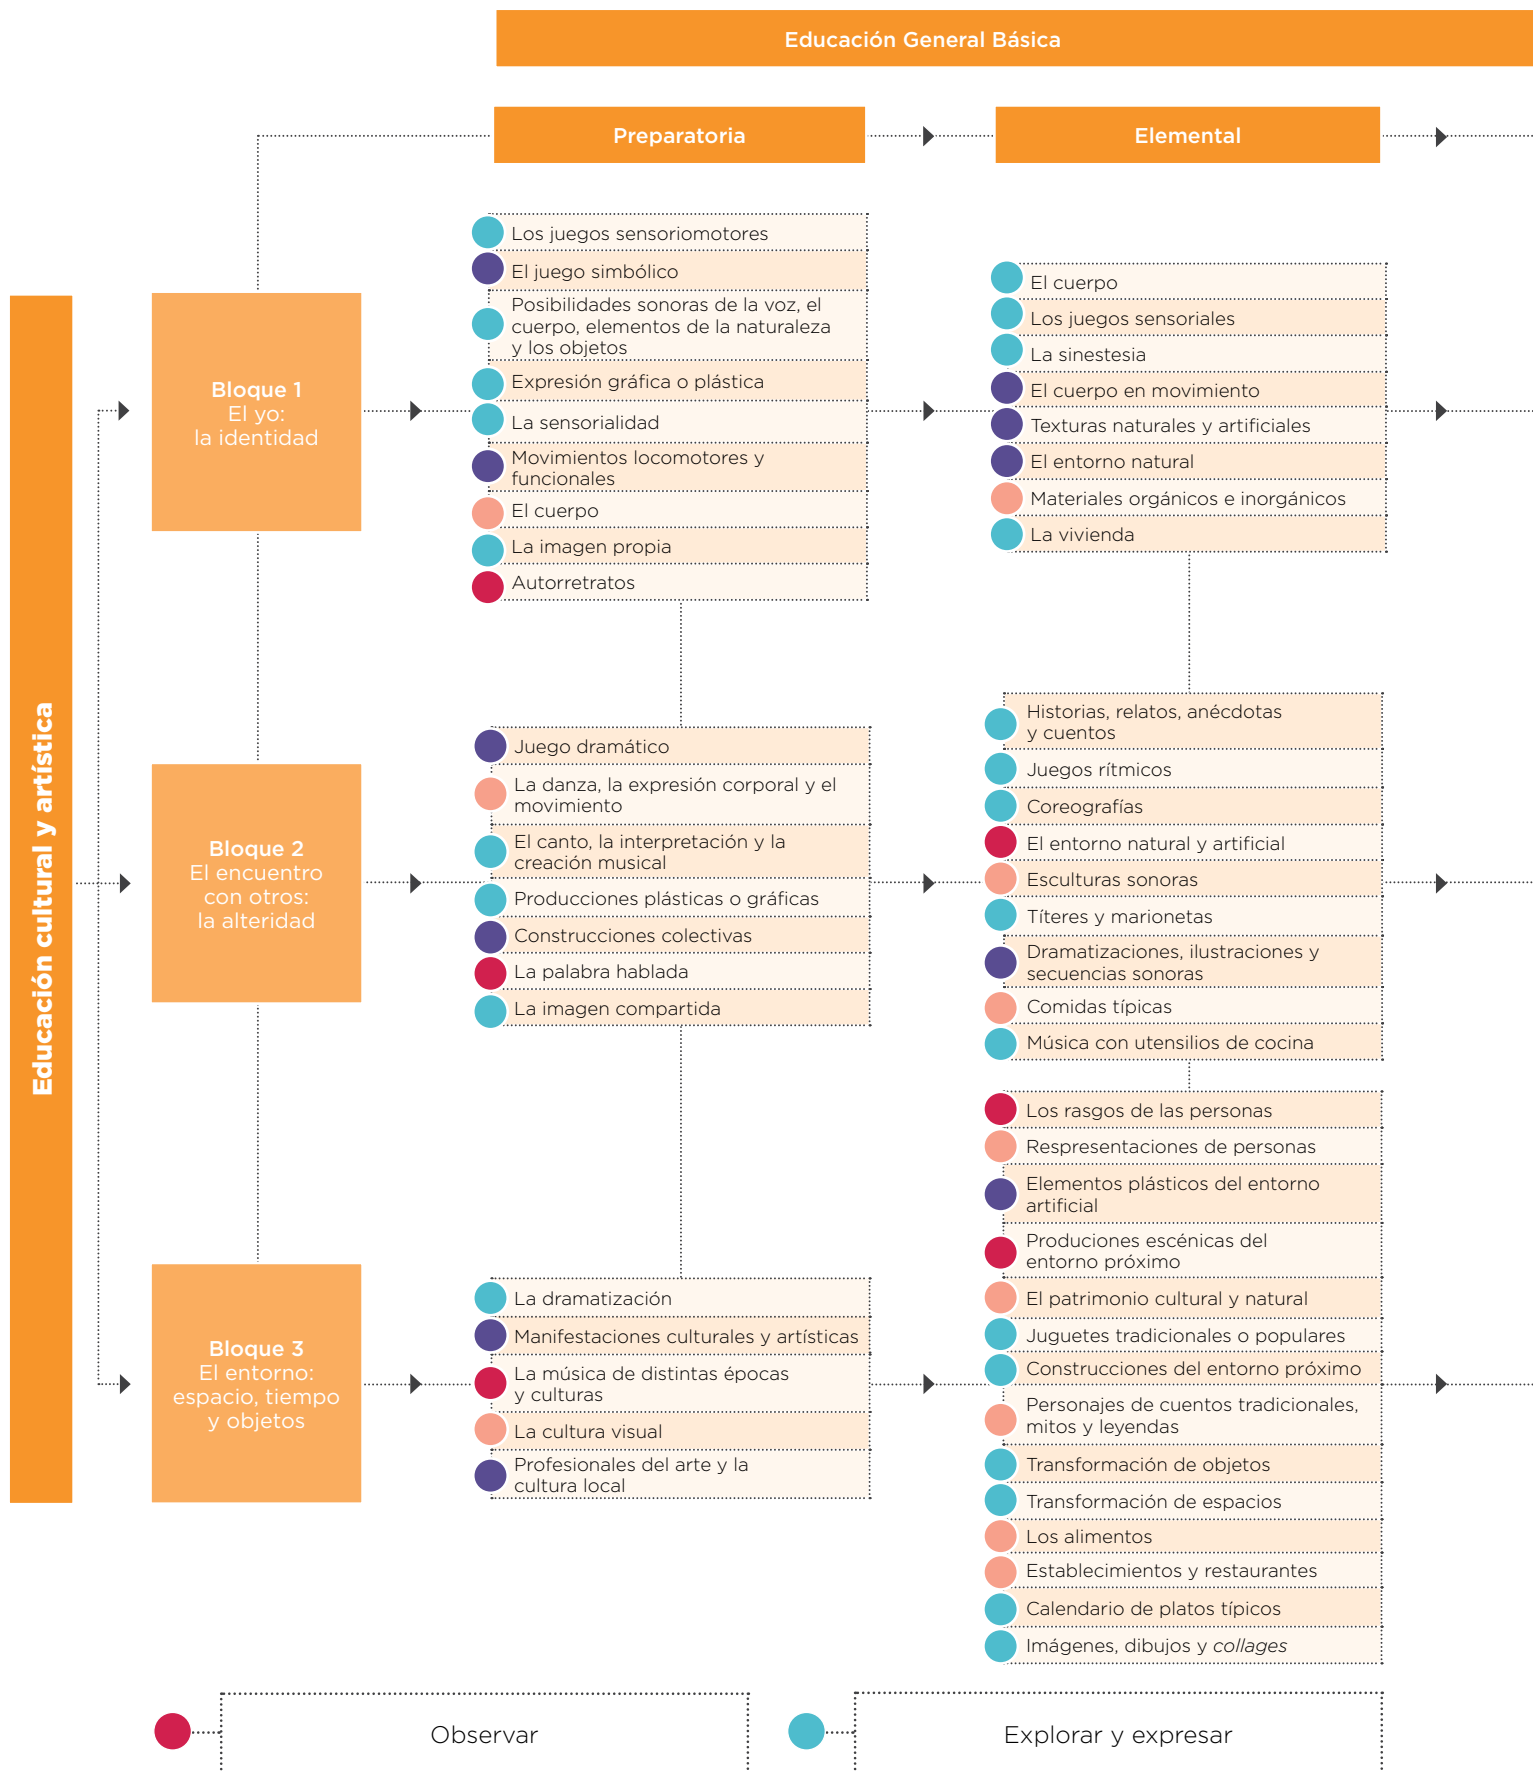 Educación General Básica
Preparatoria
Elemental
Educación cultural y artística
Bloque 1
El yo:
la identidad
Los juegos sensoriomotores
El juego simbólico
Posibilidades sonoras de la voz, el
cuerpo, elementos de la naturaleza
y los objetos
Expresión gráfica o plástica
La sensorialidad
Movimientos locomotores y
funcionales
El cuerpo
La imagen propia
Autorretratos
El cuerpo
Los juegos sensoriales
La sinestesia
El cuerpo en movimiento
Texturas naturales y artificiales
El entorno natural
Materiales orgánicos e inorgánicos
La vivienda
Bloque 2
El encuentro
con otros:
la alteridad
Juego dramático
La danza, la expresión corporal y el
movimiento
El canto, la interpretación y la
creación musical
Producciones plásticas o gráficas
Construcciones colectivas
La palabra hablada
La imagen compartida
Historias, relatos, anécdotas
y cuentos
Juegos rítmicos
Coreografías
El entorno natural y artificial
Esculturas sonoras
Títeres y marionetas
Dramatizaciones, ilustraciones y
secuencias sonoras
Comidas típicas
Música con utensilios de cocina
Bloque 3
El entorno:
espacio, tiempo
y objetos
La dramatización
Manifestaciones culturales y artísticas
La música de distintas épocas
y culturas
La cultura visual
Profesionales del arte y la
cultura local
Los rasgos de las personas
Respresentaciones de personas
Elementos plásticos del entorno
artificial
Produciones escénicas del
entorno próximo
El patrimonio cultural y natural
Juguetes tradicionales o populares
Construcciones del entorno próximo
Personajes de cuentos tradicionales,
mitos y leyendas
Transformación de objetos
Transformación de espacios
Los alimentos
Establecimientos y restaurantes
Calendario de platos típicos
Imágenes, dibujos y collages
Observar
Explorar y expresar